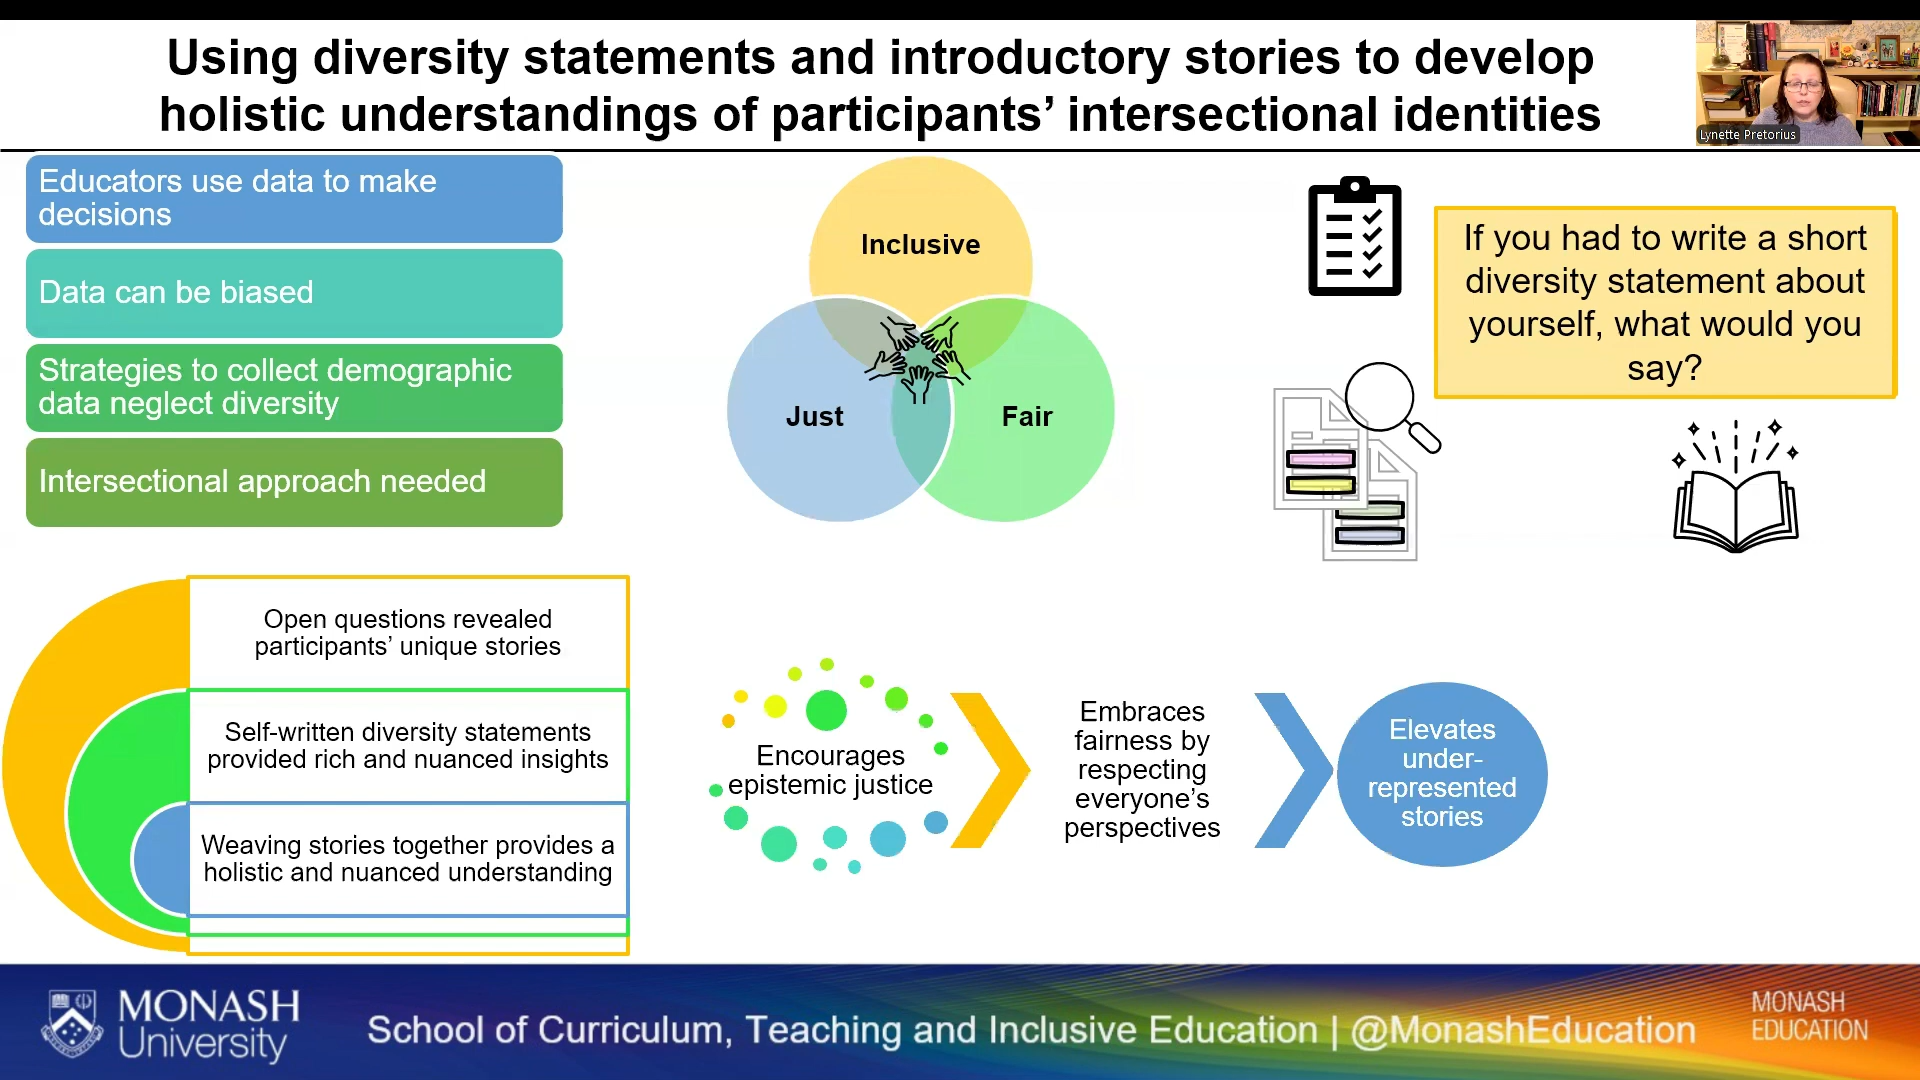 Using diversity statements and introductory stories to develop
holistic understandings of participants’ intersectional identities
Lynette Pretorius
Educators use data to make
decisions
Data can be biased
Strategies to collect demographic
data neglect diversity
Intersectional approach needed
Inclusive
Just
Fair
If you had to write a short
diversity statement about
yourself, what would you
say?
Open questions revealed
participants’ unique stories
Self-written diversity statements
provided rich and nuanced insights
Weaving stories together provides a
holistic and nuanced understanding
Encourages
epistemic justice
Embraces
fairness by
respecting
everyone’s
perspectives
Elevates
under-
represented
stories
MONASH
University
School of Curriculum, Teaching and Inclusive Education | @MonashEducation
MONASH
EDUCATION